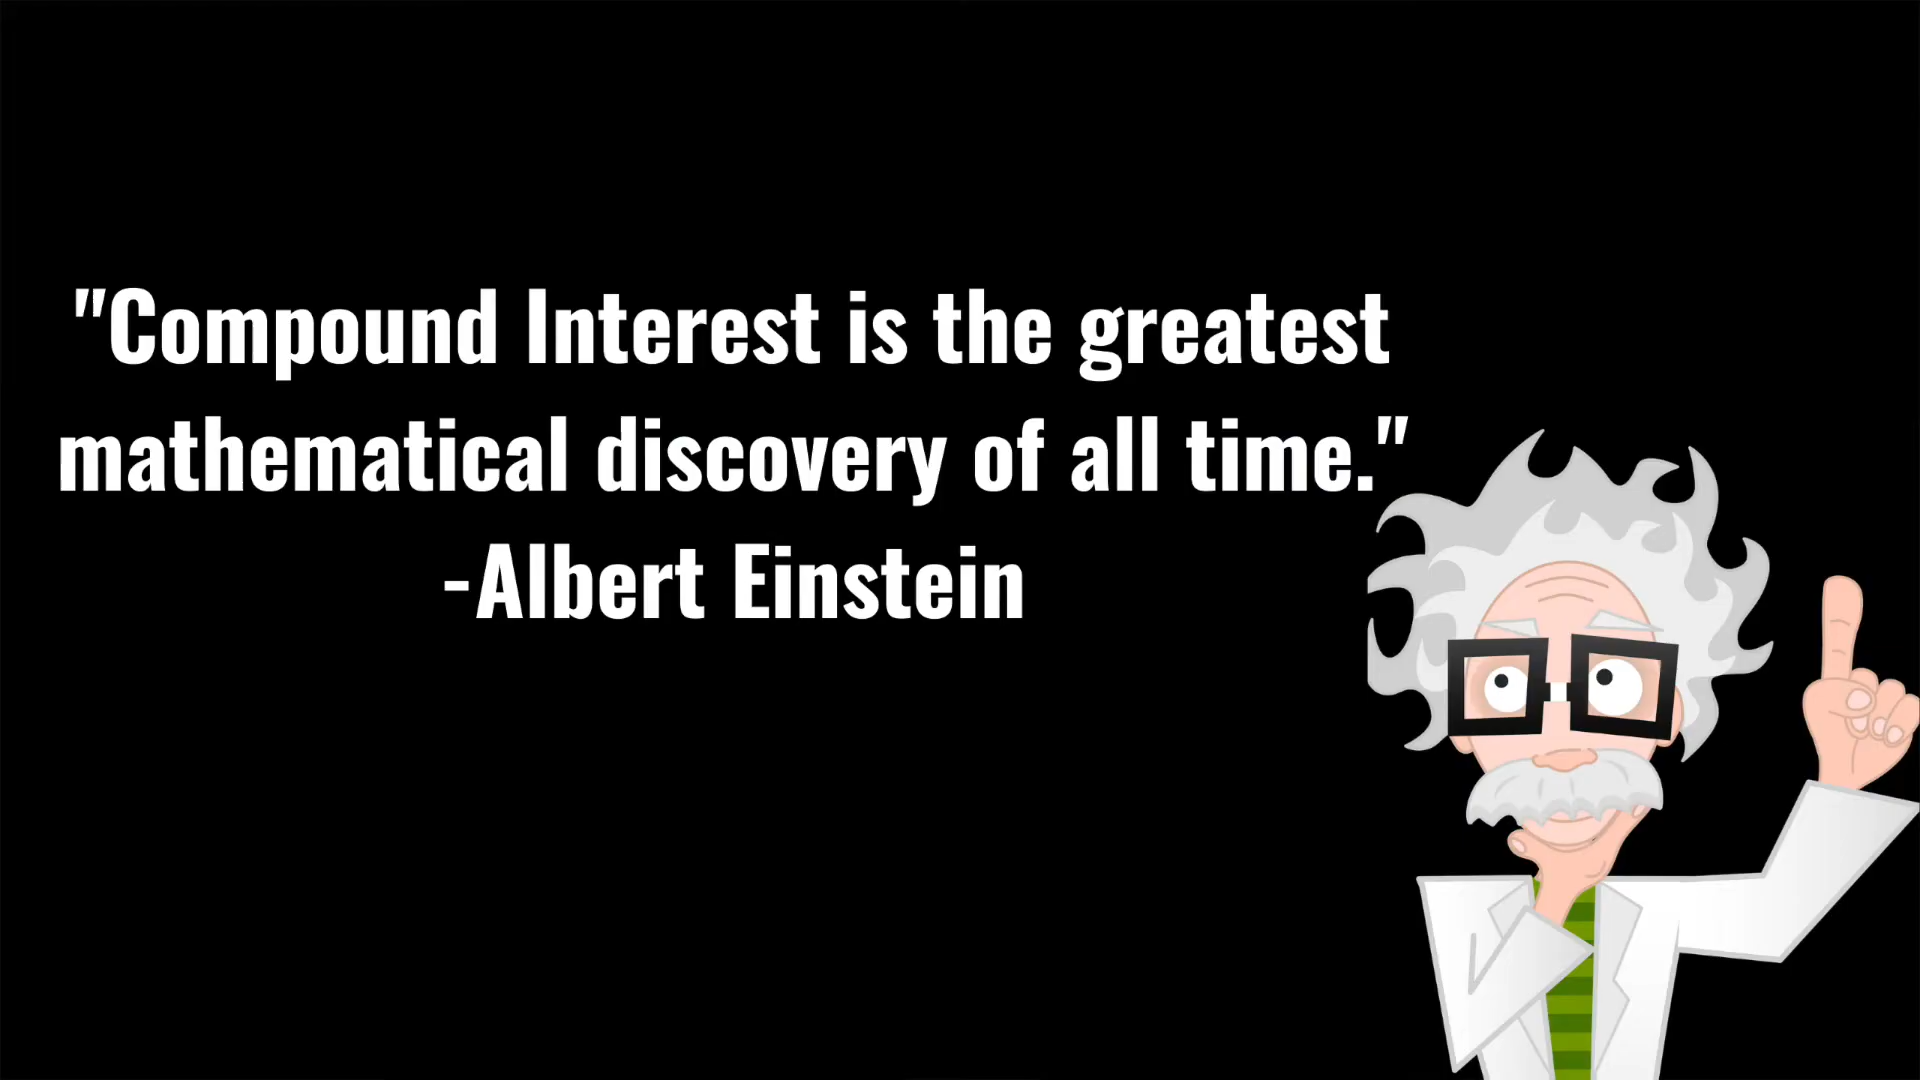 "Compound Interest is the greatest
mathematical discovery of all time."
-Albert Einstein